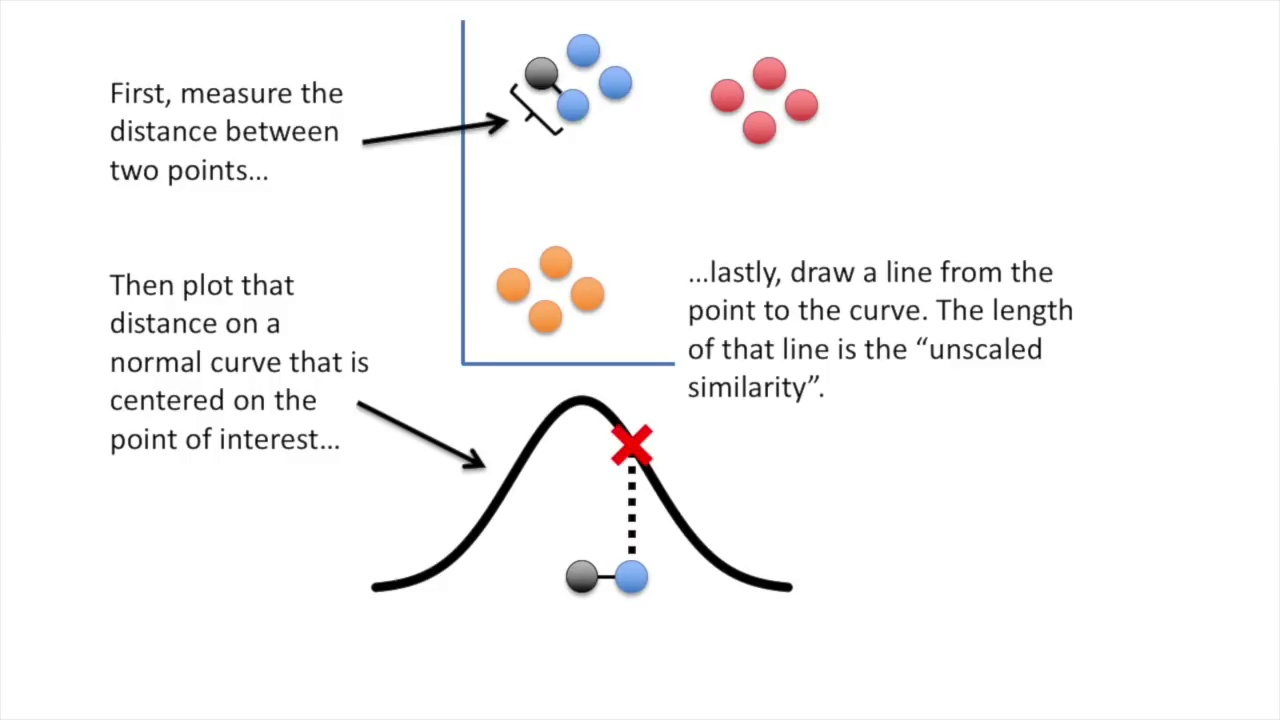 First, measure the
distance between
two points…
Then plot that
distance on a
normal curve that is
centered on the
point of interest…
…lastly, draw a line from the
point to the curve. The length
of that line is the “unscaled
similarity”.